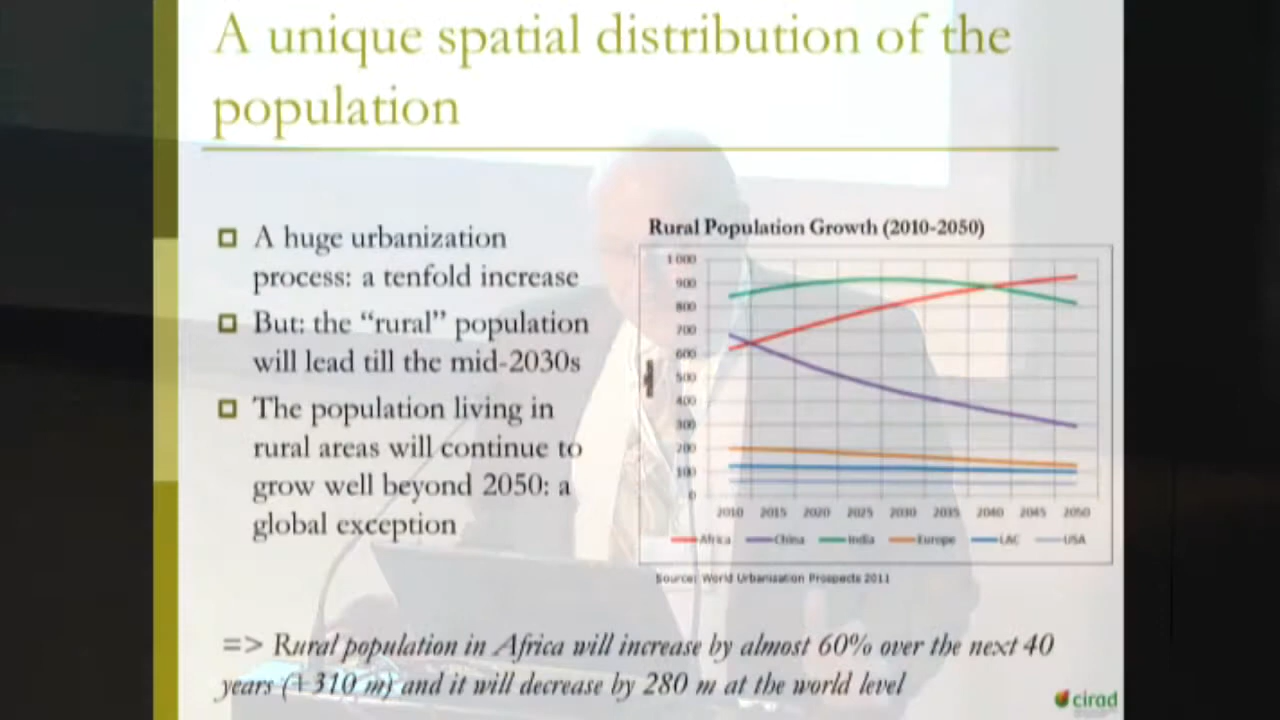 A unique spatial distribution of the
population
A huge urbanization
process: a tenfold increase
But: the “rural” population
will lead till the mid-2030s
The population living in
rural areas will continue to
grow well beyond 2050: a
global exception
Rural Population Growth (2010-2050)
1 000
900
800
700
600
500
400
300
200
100
0
million
2010 2015 2020 2025 2030 2035 2040 2045 2050
Africa China India Europe LAC USA
Source: World Urbanisation Prospects 2011
=> Rural population in Africa will increase by almost 60% over the next 40
years (+310 m) and it will decrease by 280 m at the world level
cirad